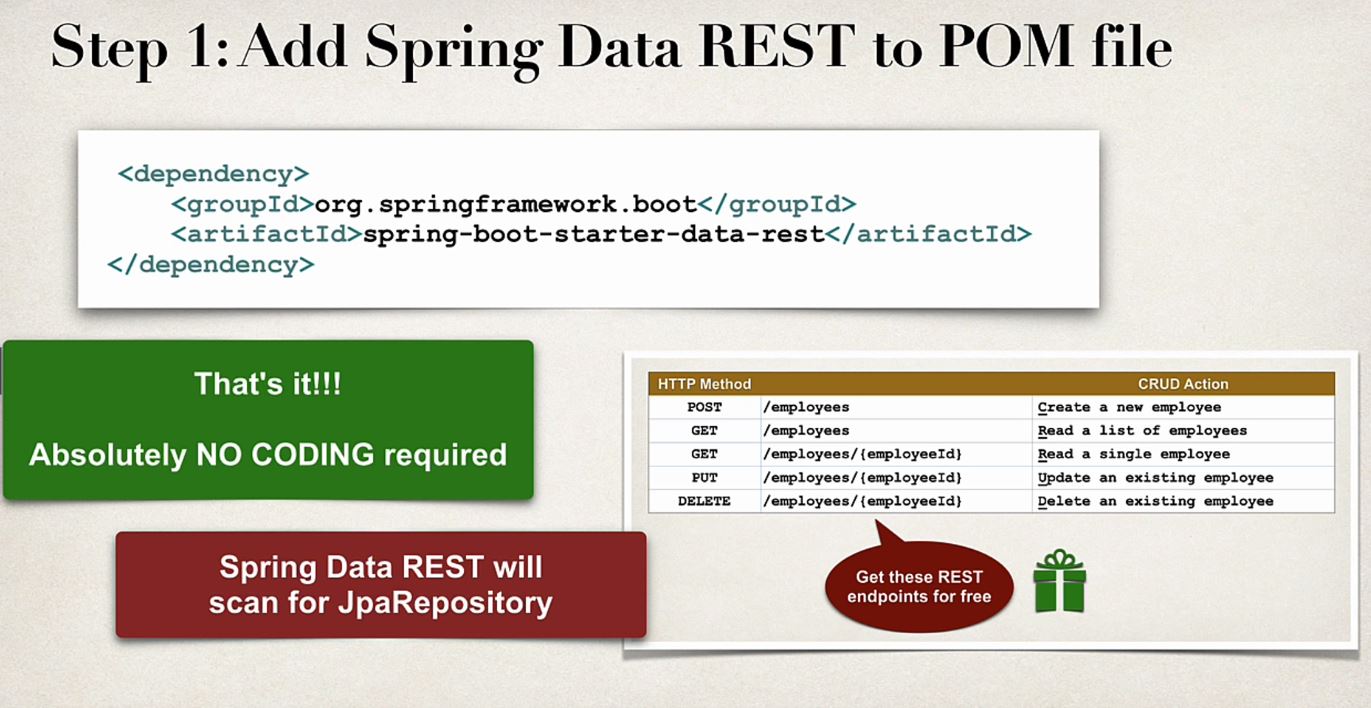 Step 1: Add Spring Data REST to POM file
<dependency>
<groupId>org.springframework.boot</groupId>
<artifactId>spring-boot-starter-data-rest</artifactId>
</dependency>
That's it!!!
Absolutely NO CODING required
Spring Data REST will
scan for JpaRepository
HTTP Method CRUD Action
POST /employees Create a new employee
GET /employees Read a list of employees
GET /employees/{employeeId} Read a single employee
PUT /employees/{employeeId} Update an existing employee
DELETE /employees/{employeeId} Delete an existing employee
Get these REST
endpoints for free